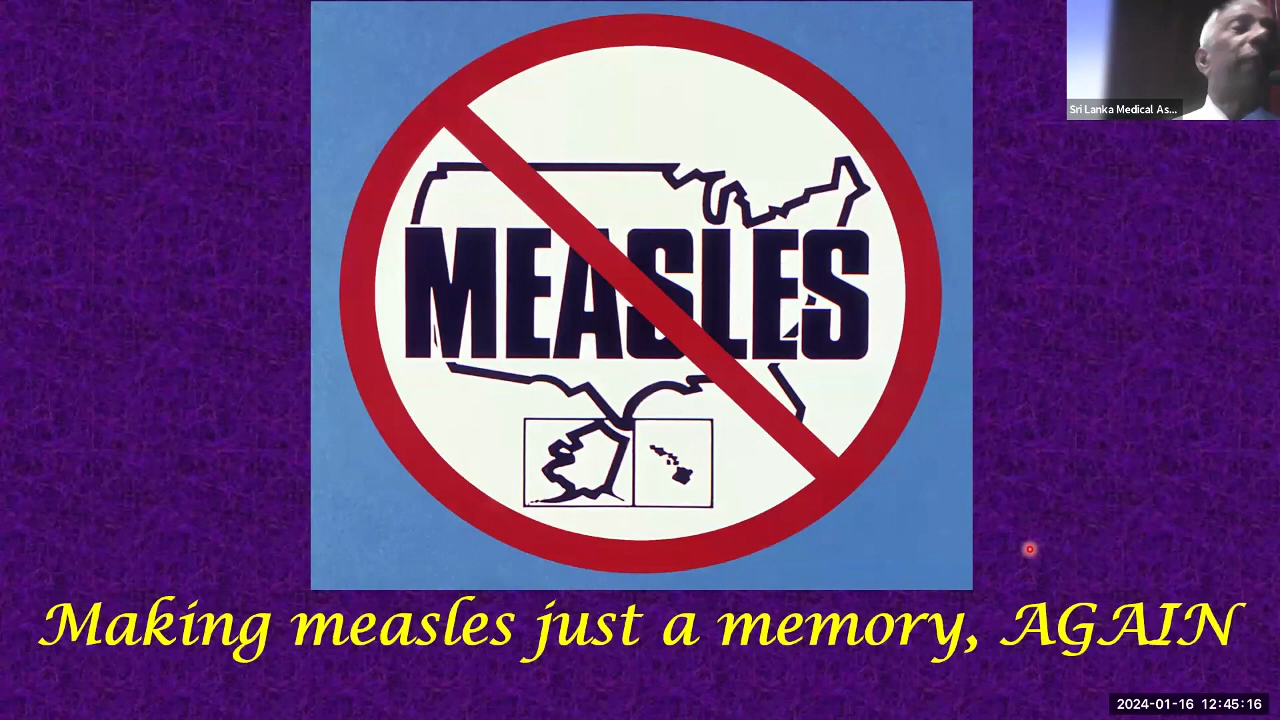 Sri Lanka Medical As...
MEASLES
Making measles just a memory, AGAIN
2024-01-16 12:45:16